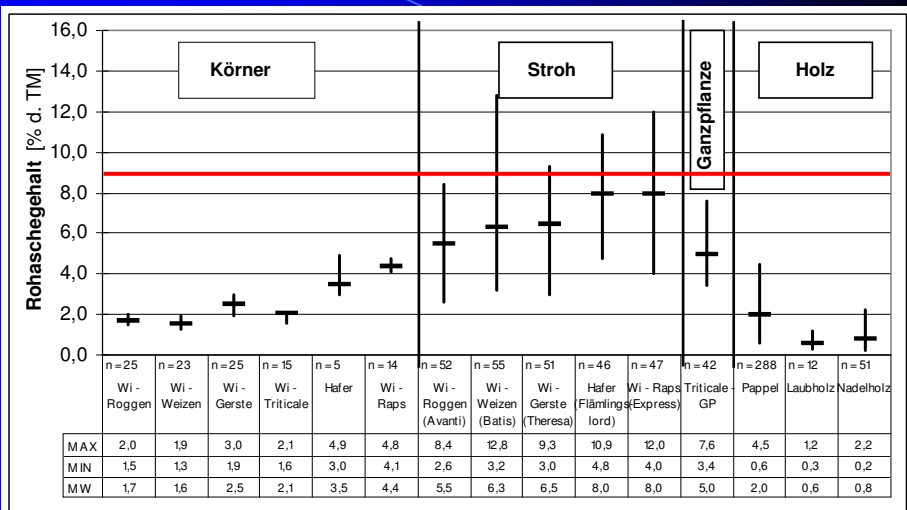 Rohaschegehalt [% d. TM]
16,0
14,0
12,0
10,0
8,0
6,0
4,0
2,0
0,0
Körner
Stroh
Ganzpflanze
Holz
n = 25 n = 23 n = 25 n = 15 n = 5 n = 14 n = 52 n = 55 n = 51 n = 46 n = 47 n = 42 n = 288 n = 12 n = 51
Wi - Roggen
Wi - Weizen
Wi - Gerste
Wi - Triticale
Hafer
Wi - Raps
Wi - Roggen (Avanti)
Wi - Weizen (Batis)
Wi - Gerste (Theresa)
Hafer (Flämlings lord)
Wi - Raps (Express)
Triticale - GP
Pappel
Laubholz
Nadelholz
MAX 2,0 1,9 3,0 2,1 4,9 4,8 8,4 12,8 9,3 10,9 12,0 7,6 4,5 1,2 2,2
MIN 1,5 1,3 1,9 1,6 3,0 4,1 2,6 3,2 3,0 4,8 4,0 3,4 0,6 0,3 0,2
MW 1,7 1,6 2,5 2,1 3,5 4,4 5,5 6,3 6,5 8,0 8,0 5,0 2,0 0,6 0,8